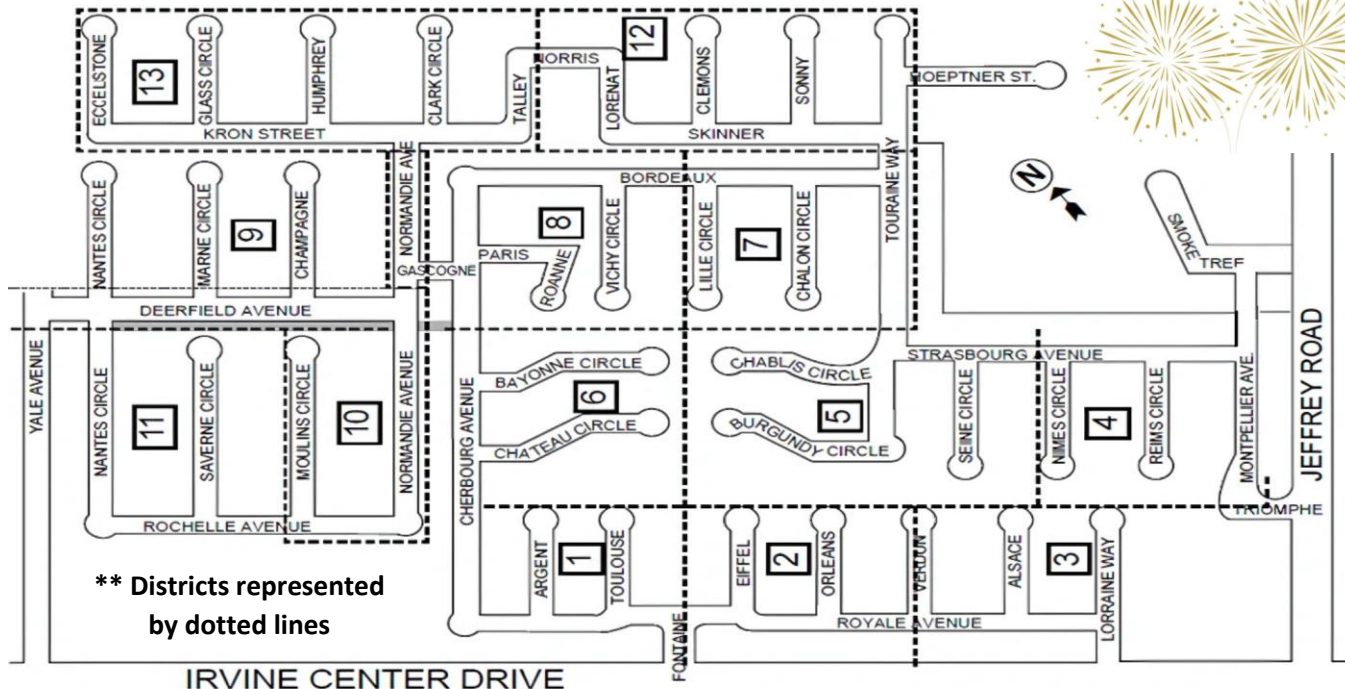 ECCELSTONE
13
GLASS CIRCLE
HUMPHREY
CLARK CIRCLE
TALLEY
NORRIS
LORENAT
12
CLEMONS
SONNY
HOEPTNER ST.
KRON STREET
SKINNER
NANTES CIRCLE
MARNE CIRCLE
9
CHAMPAGNE
NORMANDIE AVE
BORDEAUX
TOURAINE WAY
N
GASCOGNE
PARIS
8
ROANNE
VICHY CIRCLE
LILLE CIRCLE
7
CHALON CIRCLE
SMOKE
TREF
DEERFIELD AVENUE
YALE AVENUE
NANTES CIRCLE
11
SAVERNE CIRCLE
MOULINS CIRCLE
10
NORMANDIE AVENUE
CHERBOURG AVENUE
BAYONNE CIRCLE
6
CHATEAU CIRCLE
CHABLIS CIRCLE
5
BURGUNDY CIRCLE
STRASBOURG AVENUE
SEINE CIRCLE
NIMES CIRCLE
4
REIMS CIRCLE
MONTPELLIER AVE.
JEFFREY ROAD
ROCHELLE AVENUE
TRIOMPHE
ARGENT
1
TOULOUSE
EIFFEL
2
ORLEANS
VERDUN
ALSACE
3
LORRAINE WAY
** Districts represented
by dotted lines
ROYALE AVENUE
FONTAINE
IRVINE CENTER DRIVE